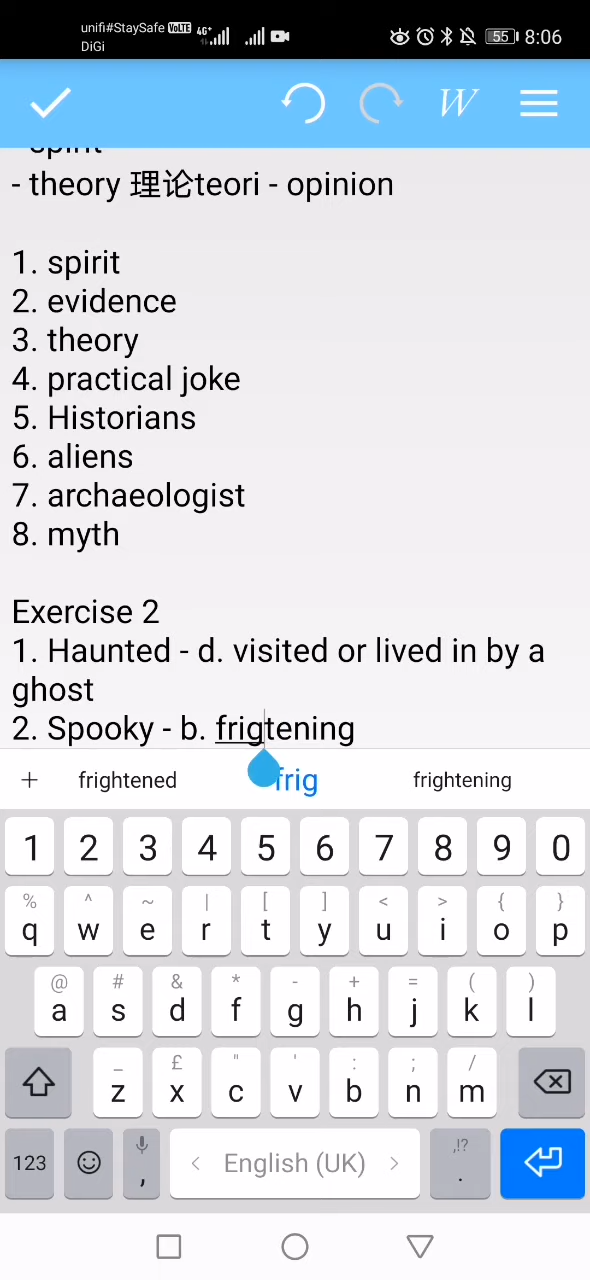 unifi#StaySafe VoLTE 4G+
DiGi
55 8:06
W
spirit
- theory 理论teori - opinion
1. spirit
2. evidence
3. theory
4. practical joke
5. Historians
6. aliens
7. archaeologist
8. myth
Exercise 2
1. Haunted - d. visited or lived in by a
ghost
2. Spooky - b. frigtening
+ frightened frig frightening
1 2 3 4 5 6 7 8 9 0
% ^ ~ | [ ] < > { }
q w e r t y u i o p
@ # & * - + = ( )
a s d f g h j k l
_ £ " ' : ; /
z x c v b n m
123 , < English (UK) > ,!? .